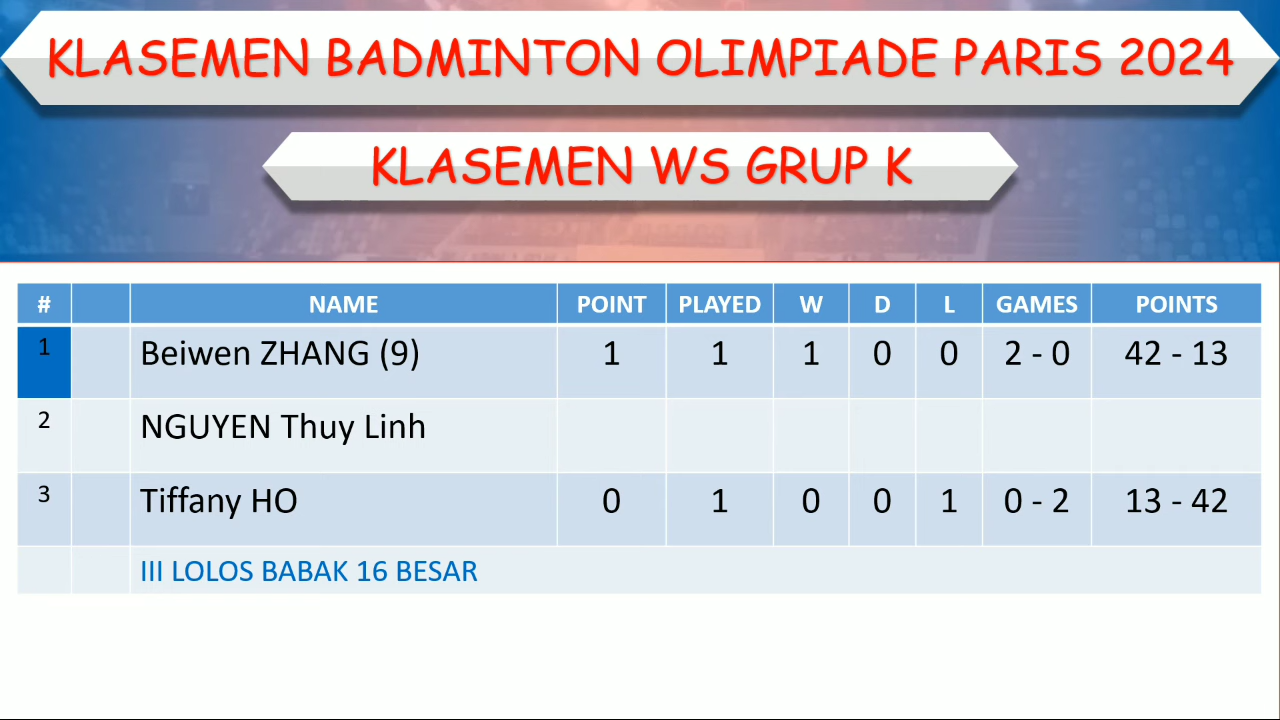 KLASEMEN BADMINTON OLIMPIADE PARIS 2024
KLASEMEN WS GRUP K
# NAME POINT PLAYED W D L GAMES POINTS
1 Beiwen ZHANG (9) 1 1 1 0 0 2 - 0 42 - 13
2 NGUYEN Thuy Linh
3 Tiffany HO 0 1 0 0 1 0 - 2 13 - 42
III LOLOS BABAK 16 BESAR